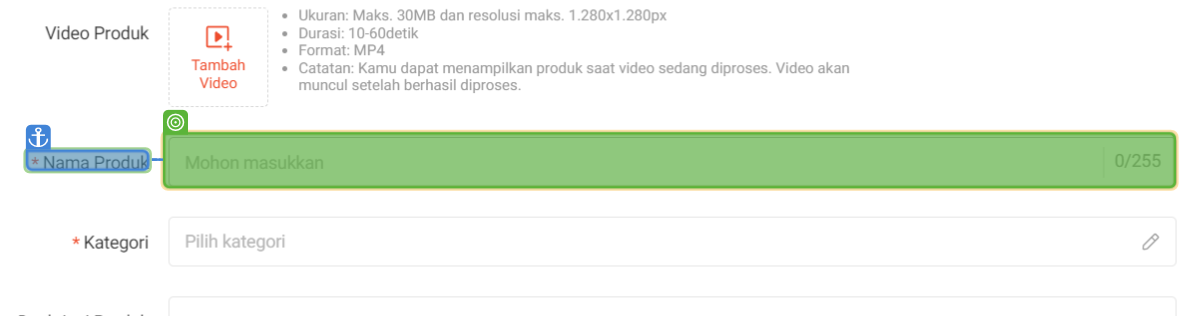 Video Produk
Tambah
Video
Ukuran: Maks. 30MB dan resolusi maks. 1.280x1.280px
Durasi: 10-60detik
Format: MP4
Catatan: Kamu dapat menampilkan produk saat video sedang diproses. Video akan
muncul setelah berhasil diproses.
* Nama Produk
Mohon masukkan
0/255
* Kategori
Pilih kategori